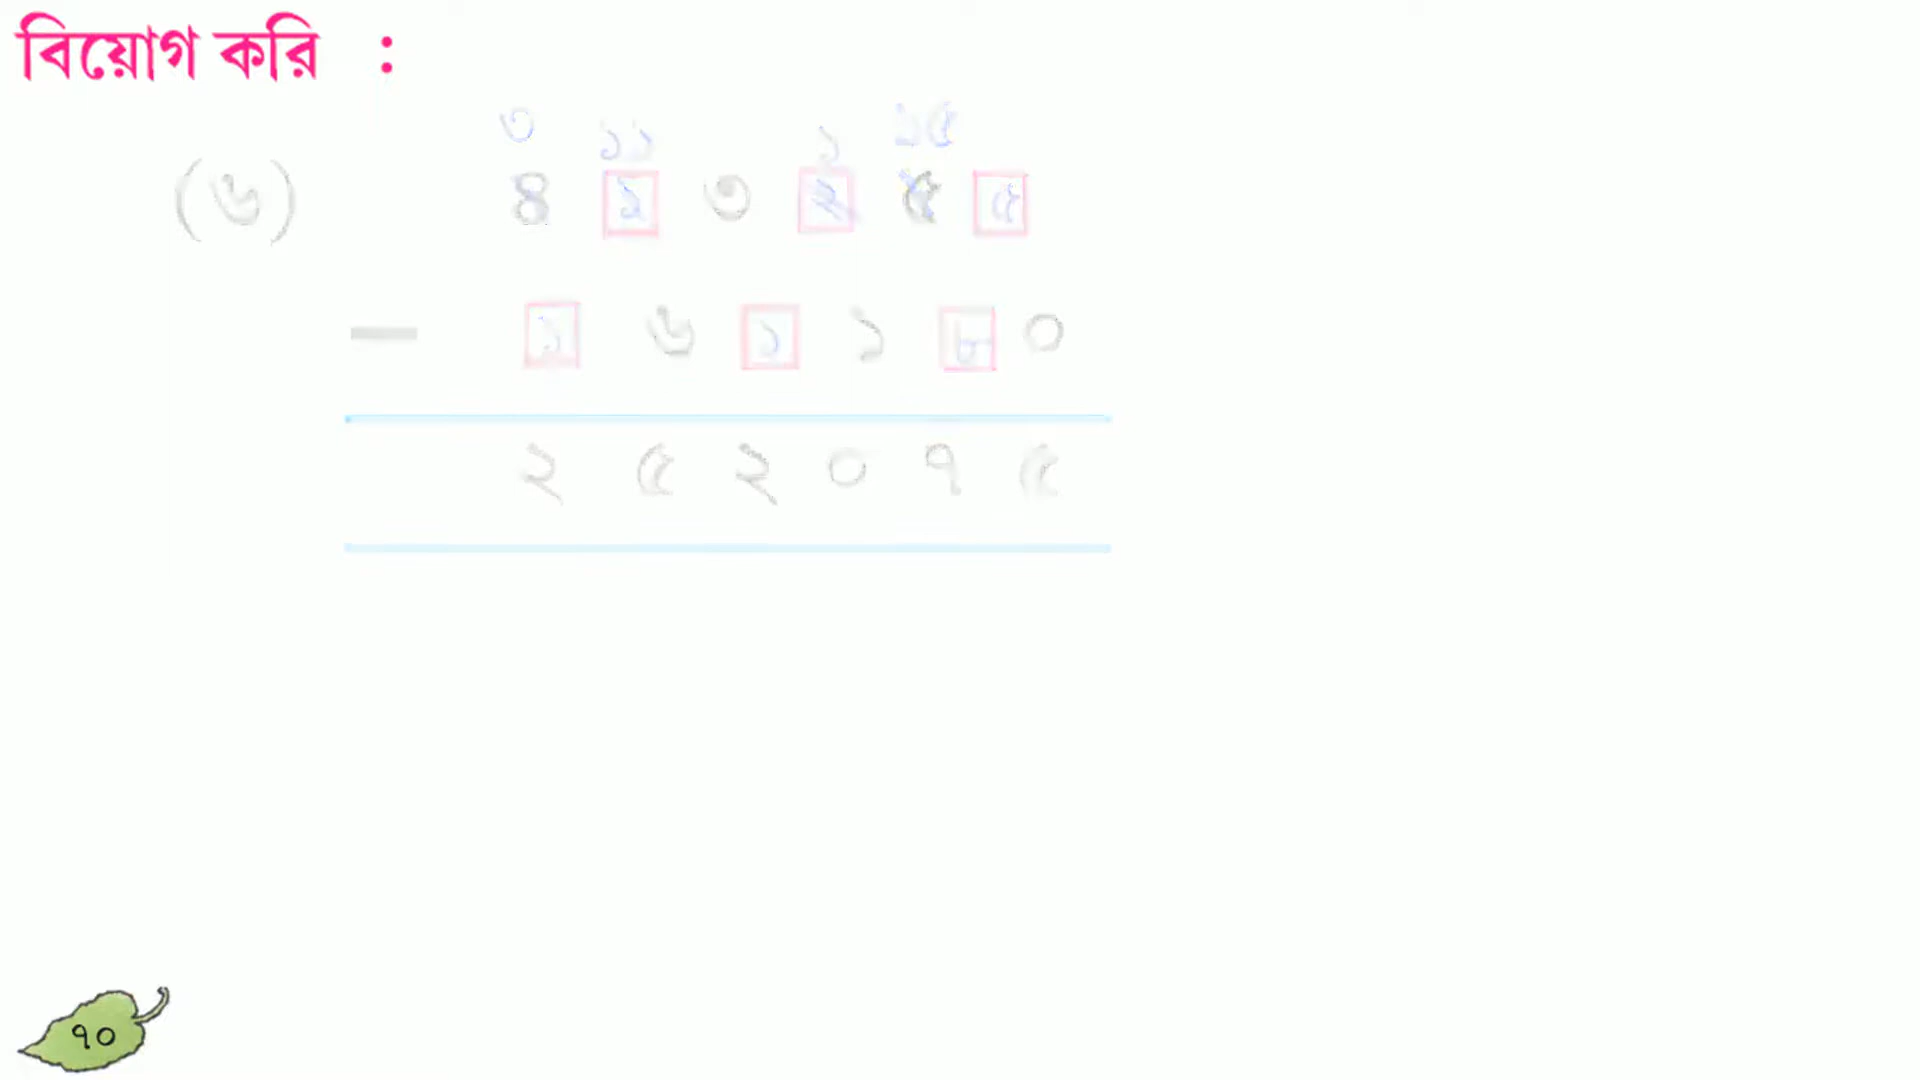 বিয়োগ করি :
৩ ১১ ১ ১৫
(৬) ৪ ১ ৩ ২ ৫ ৫
— ১ ৬ ১ ১ ৮ ০
২ ৫ ২ ০ ৭ ৫
৭০